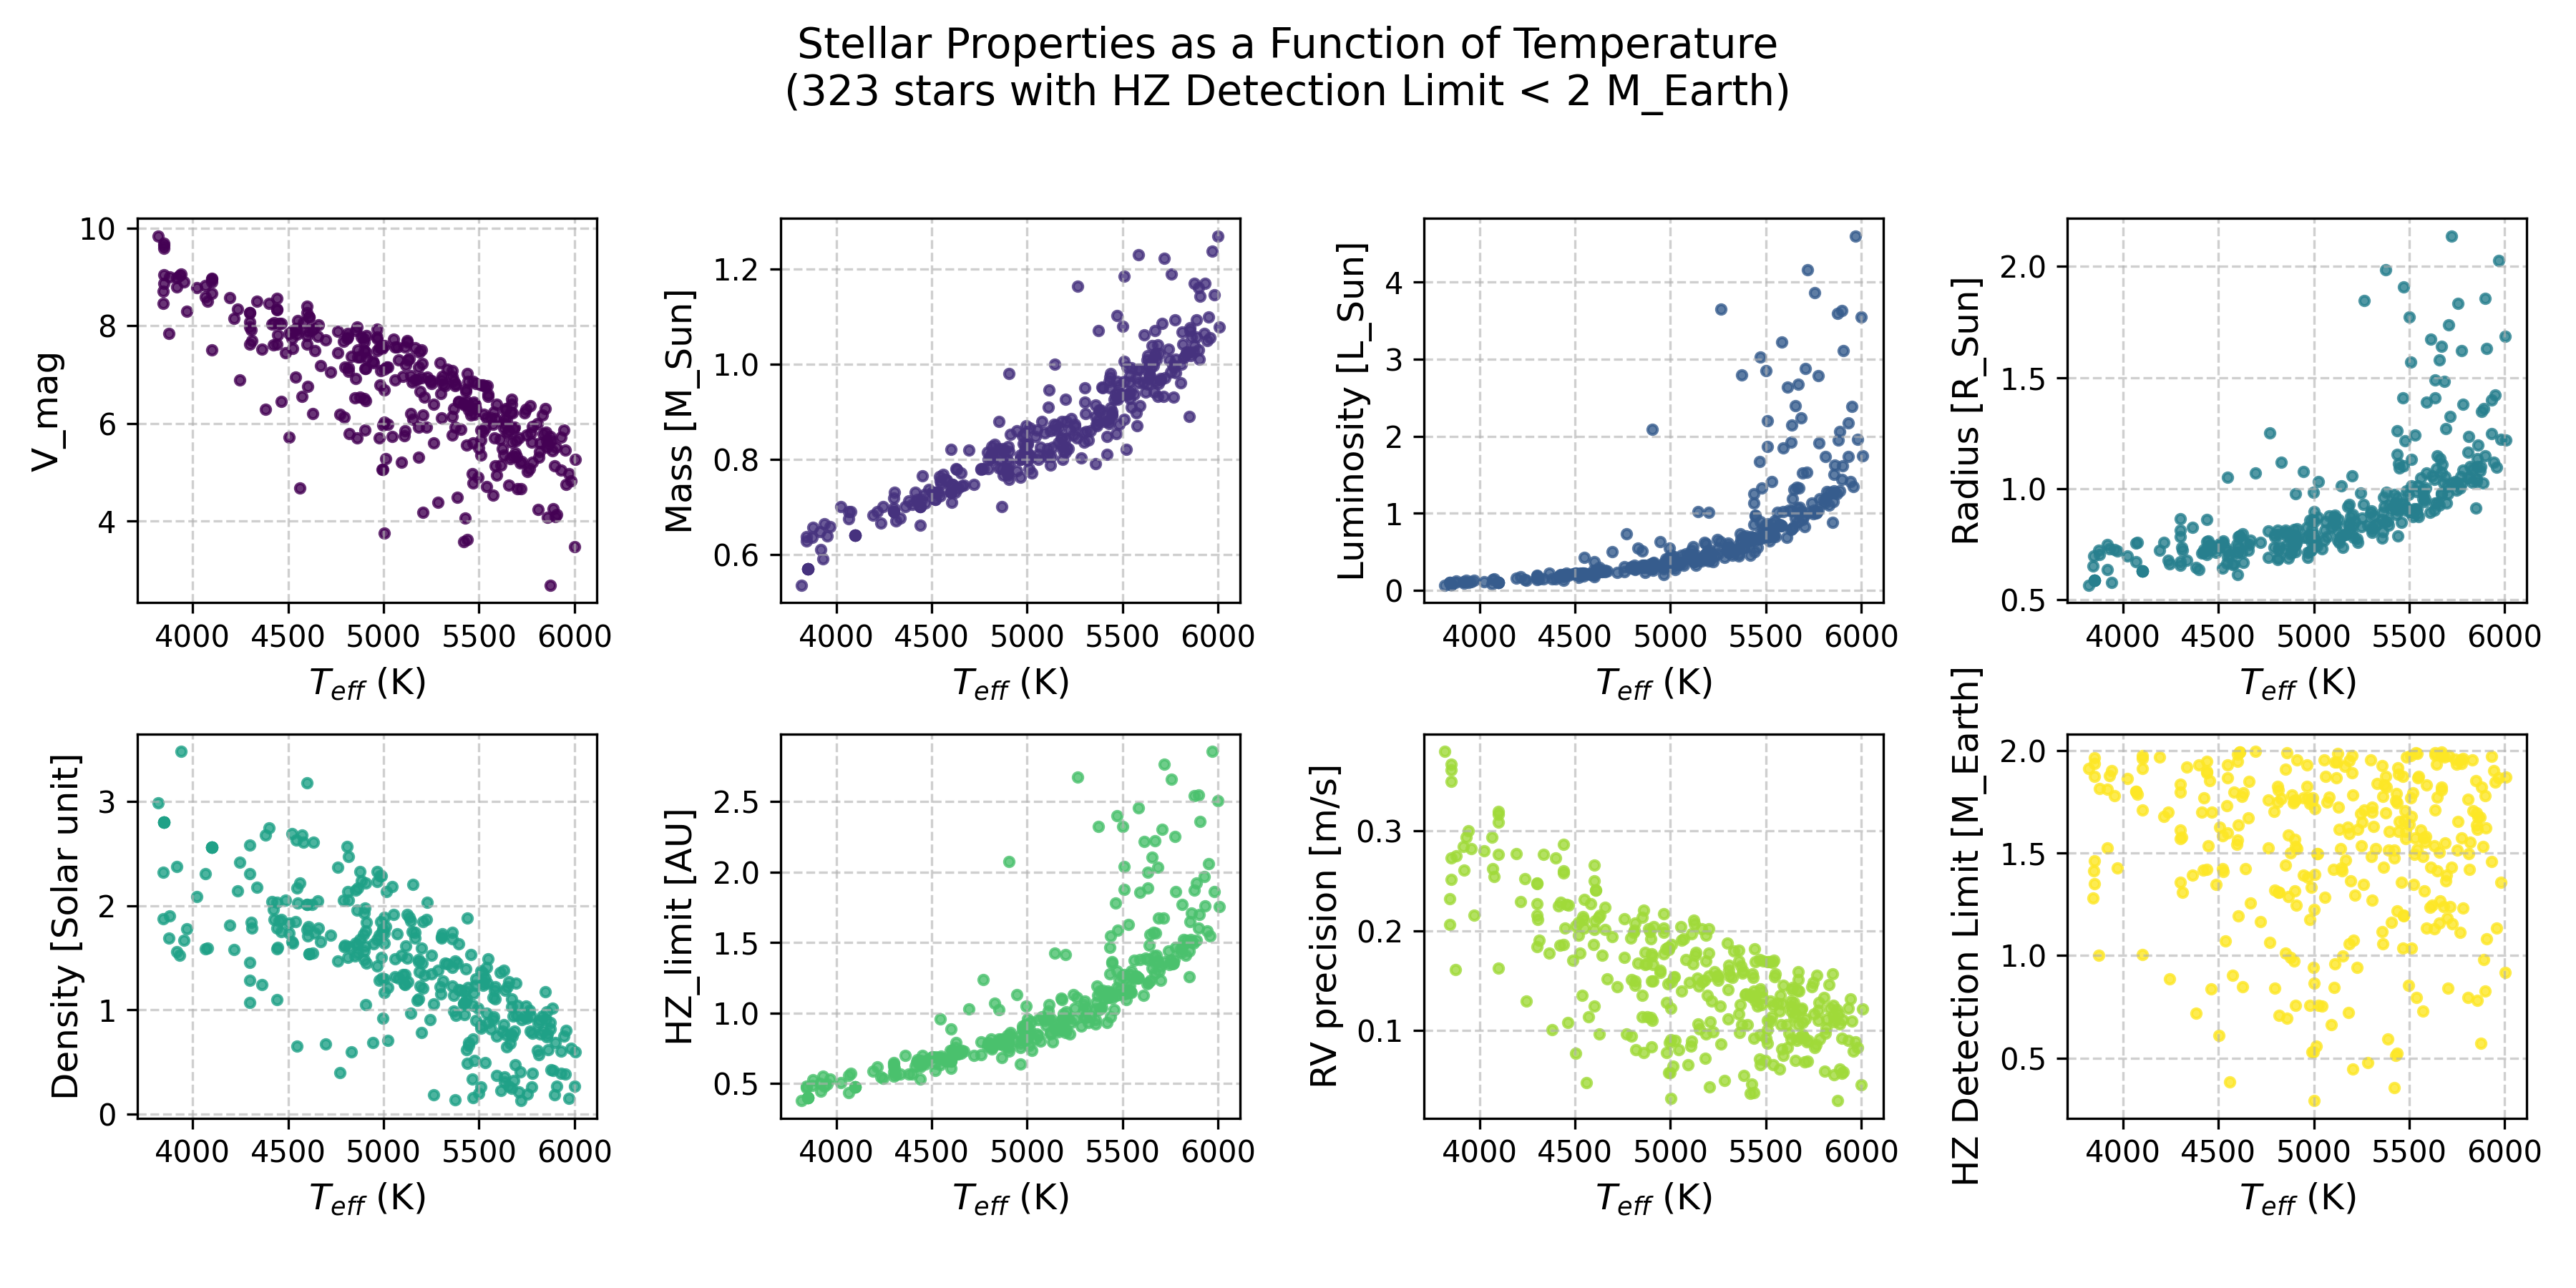 Stellar Properties as a Function of Temperature
(323 stars with HZ Detection Limit < 2 M_Earth)
V_mag
10
8
6
4
4000 4500 5000 5500 6000
T_eff (K)
Mass [M_Sun]
1.2
1.0
0.8
0.6
4000 4500 5000 5500 6000
T_eff (K)
Luminosity [L_Sun]
4
3
2
1
0
4000 4500 5000 5500 6000
T_eff (K)
Radius [R_Sun]
2.0
1.5
1.0
0.5
4000 4500 5000 5500 6000
T_eff (K)
Density [Solar unit]
3
2
1
0
4000 4500 5000 5500 6000
T_eff (K)
HZ_limit [AU]
2.5
2.0
1.5
1.0
0.5
4000 4500 5000 5500 6000
T_eff (K)
RV precision [m/s]
0.3
0.2
0.1
4000 4500 5000 5500 6000
T_eff (K)
HZ Detection Limit [M_Earth]
2.0
1.5
1.0
0.5
4000 4500 5000 5500 6000
T_eff (K)